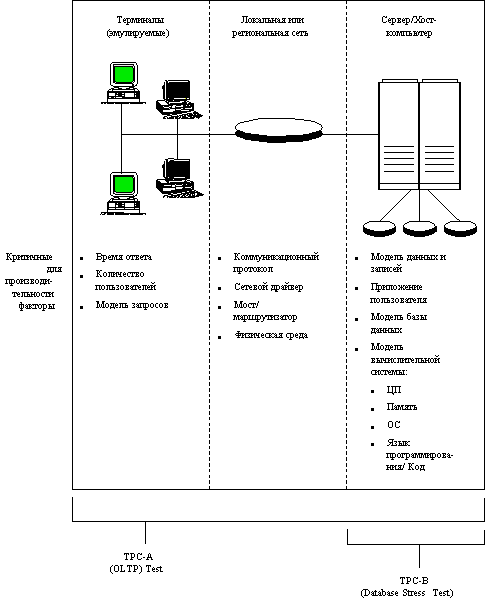 Терминалы
(эмулируемые)
Локальная или
региональная сеть
Сервер/Хост-
компьютер
Критичные
для
производи-
тельности
факторы
Время ответа
Количество
пользователей
Модель запросов
Коммуникационный
протокол
Сетевой драйвер
Мост/
маршрутизатор
Физическая среда
Модель данных и
записей
Приложение
пользователя
Модель базы
данных
Модель
вычислительной
системы:
ЦП
Память
ОС
Язык
программирова-
ния/ Код
TPC-A
(OLTP) Test
TPC-B
(Database Stress Test)